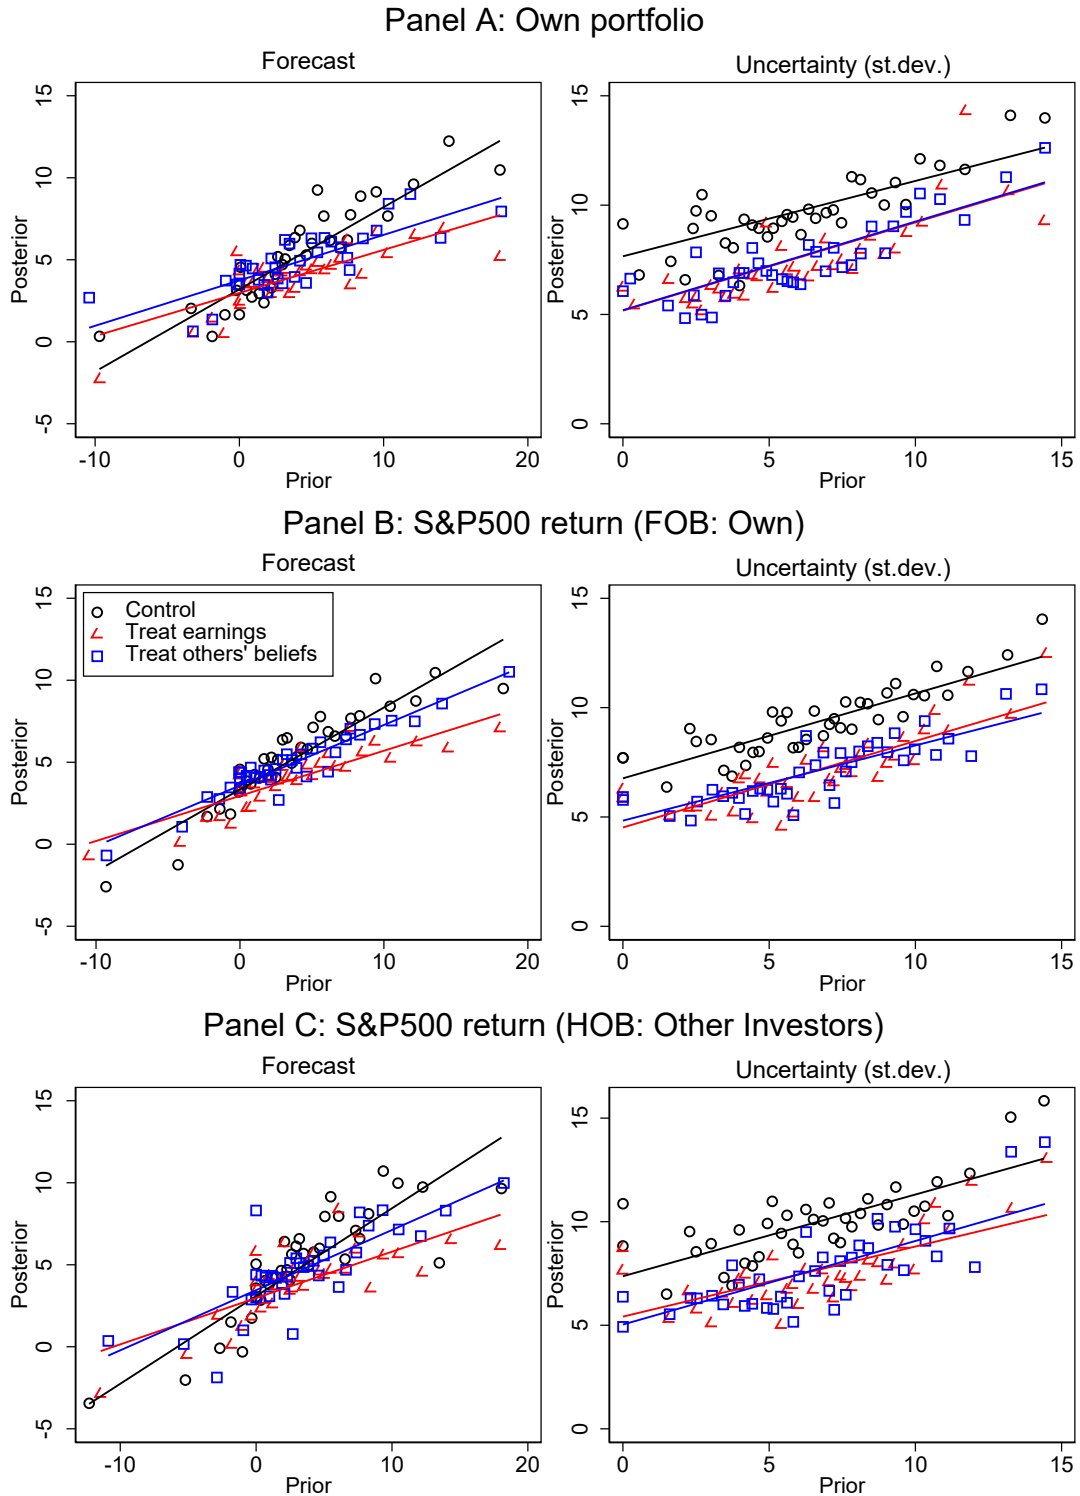 Panel A: Own portfolio
Forecast
Uncertainty (st.dev.)
Posterior
15
10
5
0
-5
-10 0 10 20
Prior
Posterior
15
10
5
0
0 5 10 15
Prior
Panel B: S&P500 return (FOB: Own)
Forecast
Uncertainty (st.dev.)
Control
Treat earnings
Treat others' beliefs
Posterior
15
10
5
0
-5
-10 0 10 20
Prior
Posterior
15
10
5
0
0 5 10 15
Prior
Panel C: S&P500 return (HOB: Other Investors)
Forecast
Uncertainty (st.dev.)
Posterior
15
10
5
0
-5
-10 0 10 20
Prior
Posterior
15
10
5
0
0 5 10 15
Prior